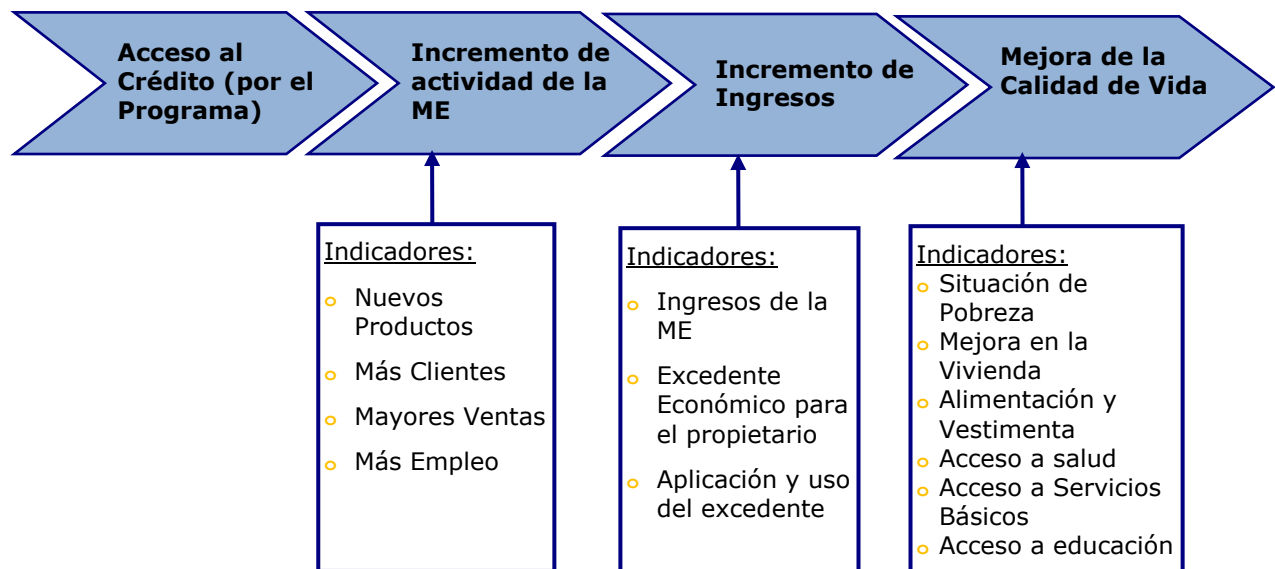 Acceso al
Crédito (por el
Programa)
Incremento de
actividad de la
ME
Incremento de
Ingresos
Mejora de la
Calidad de Vida
Indicadores:
Nuevos
Productos
Más Clientes
Mayores Ventas
Más Empleo
Indicadores:
Ingresos de la
ME
Excedente
Económico para
el propietario
Aplicación y uso
del excedente
Indicadores:
Situación de
Pobreza
Mejora en la
Vivienda
Alimentación y
Vestimenta
Acceso a salud
Acceso a Servicios
Básicos
Acceso a educación